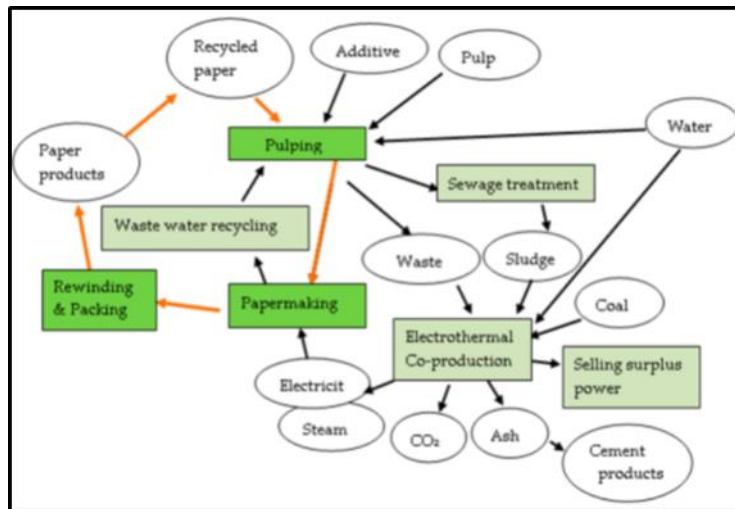 Recycled
paper
Additive
Pulp
Water
Pulping
Paper
products
Sewage treatment
Waste water recycling
Waste
Sludge
Rewinding
& Packing
Papermaking
Coal
Electrothermal
Co-production
Selling surplus
power
Electricit
Steam
CO₂
Ash
Cement
products